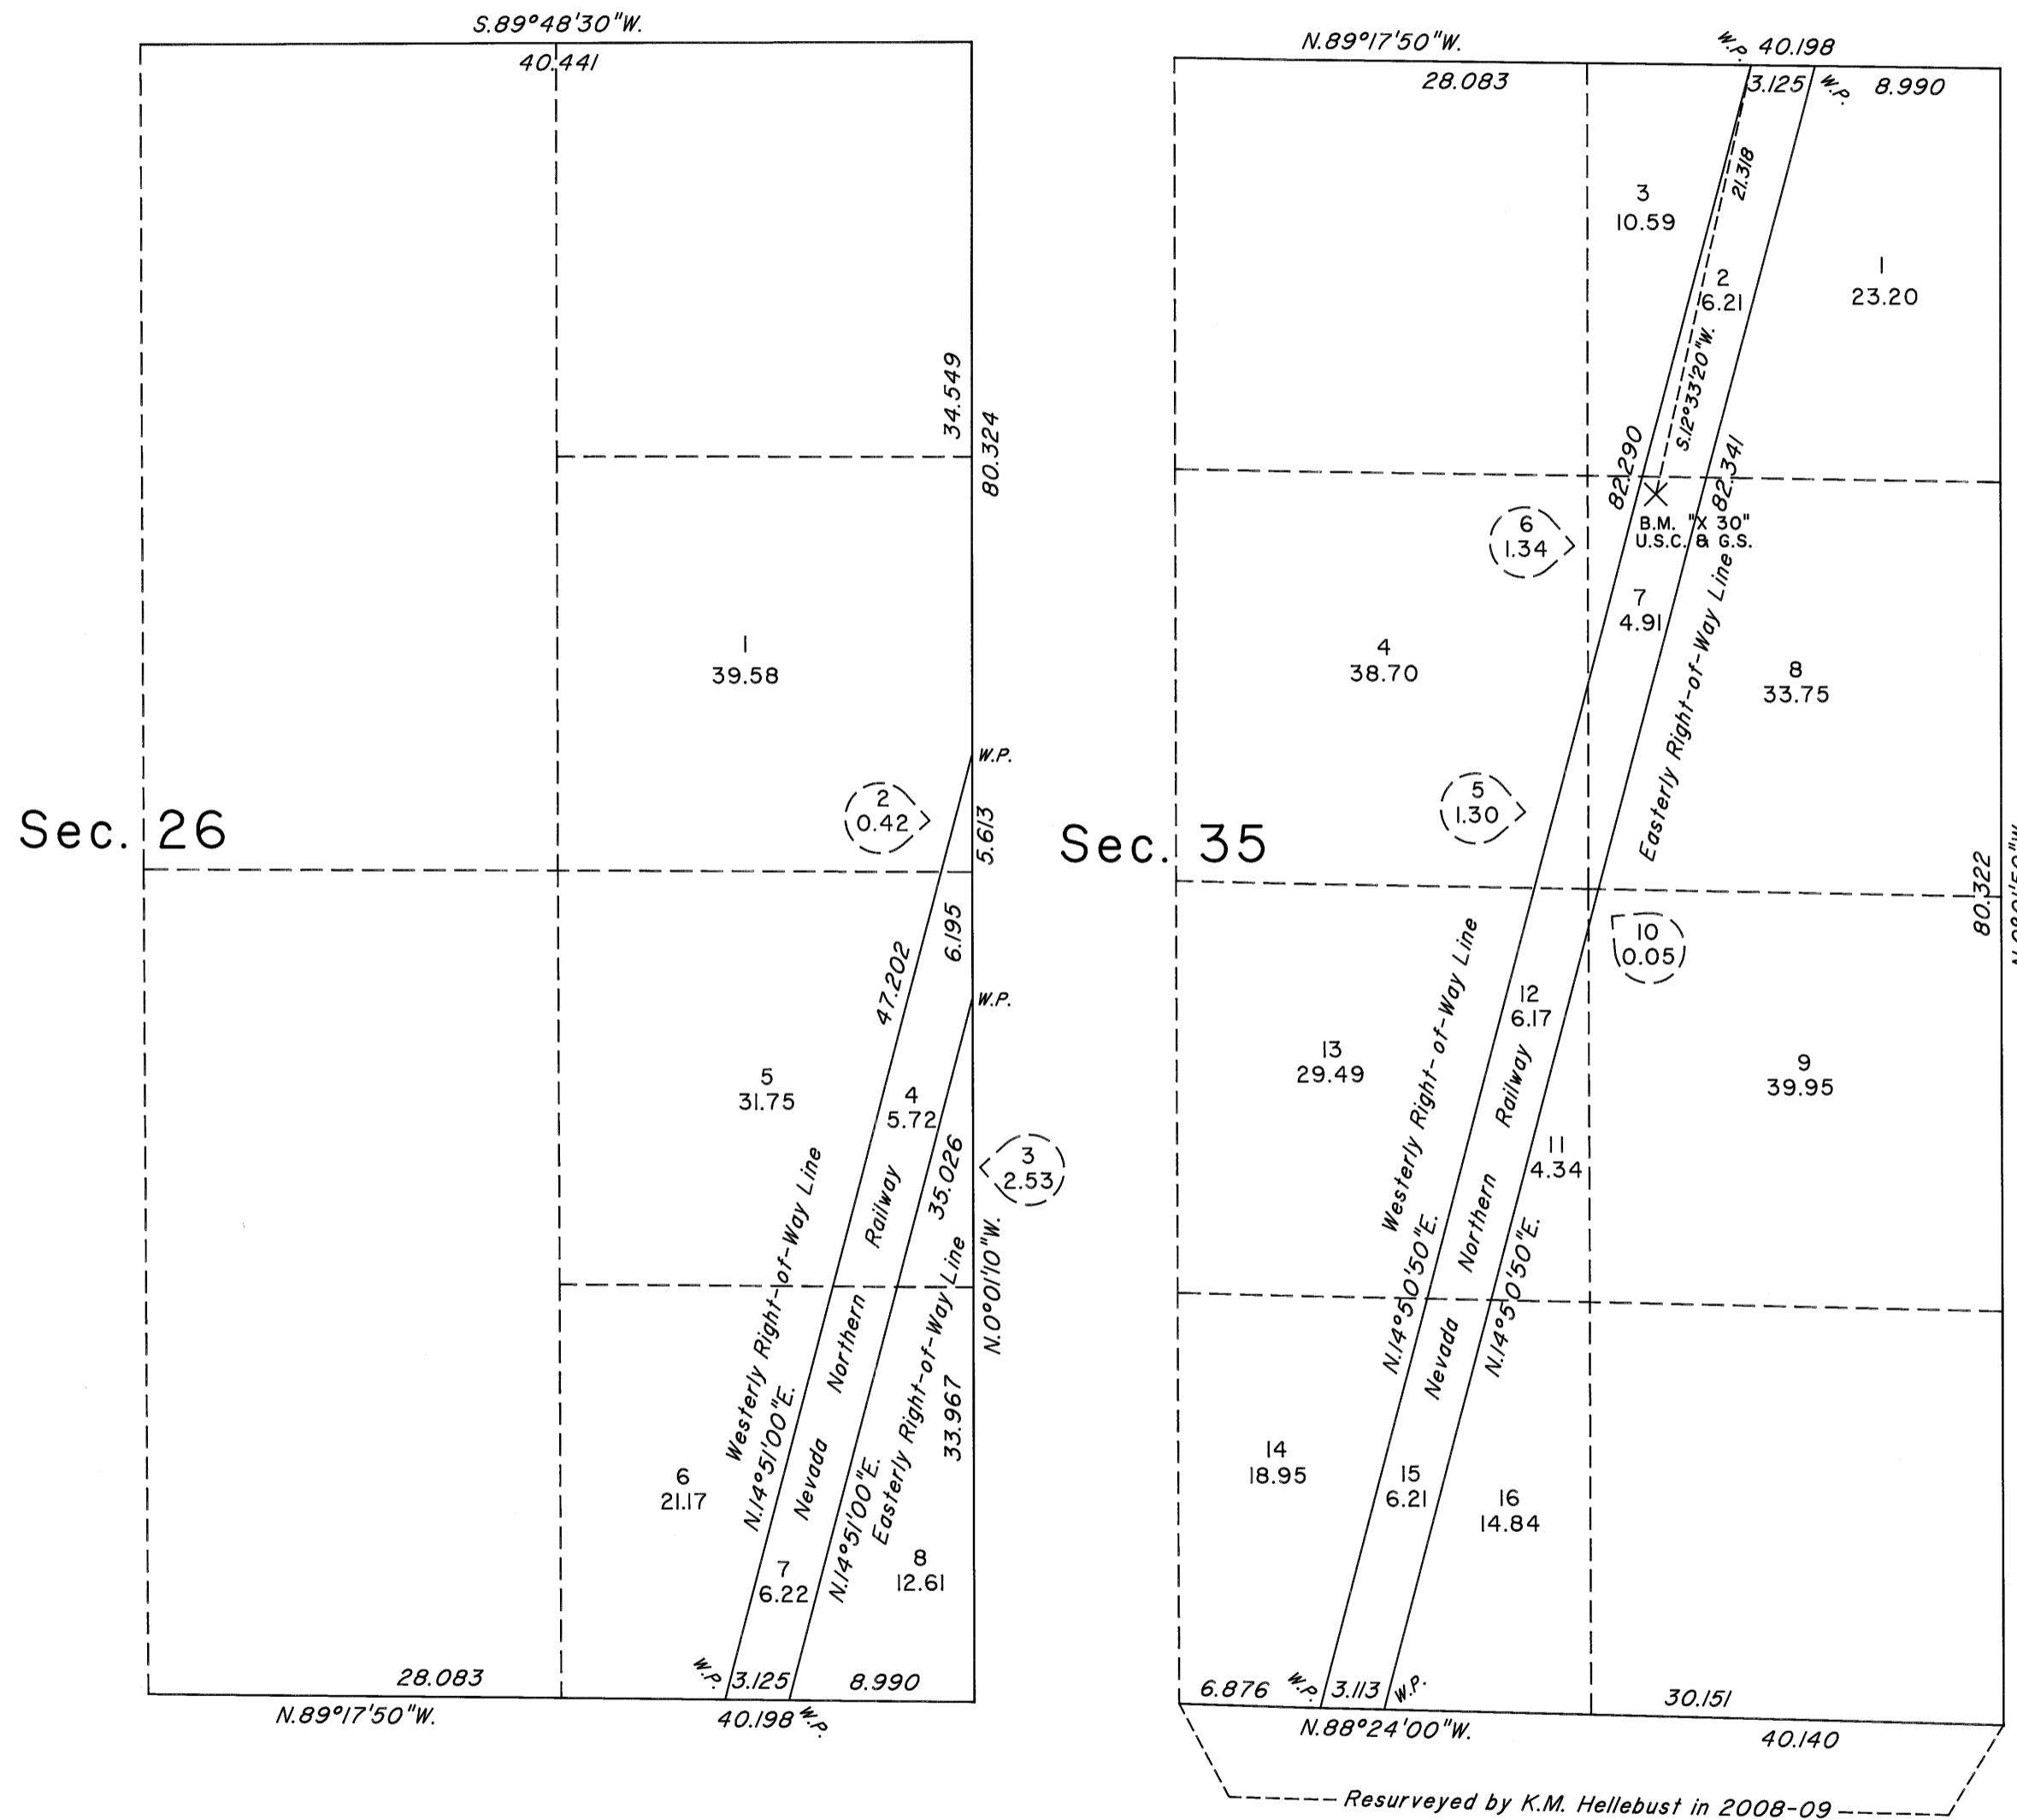 S.89°48'30"W.
40.441
34.549
80.324
1
39.58
W.P.
2
0.42
5.613
Sec. 26
6.195
47.202
W.P.
5
31.75
4
5.72
35.026
3
2.53
Westerly Right-of-Way Line
N.14°51'00"E.
Nevada Northern Railway
N.14°51'00"E.
Easterly Right-of-Way Line
33.967
N.0°01'10"W.
6
21.17
7
6.22
8
12.61
28.083
W.P.
3.125
8.990
N.89°17'50"W.
40.198
W.P.
N.89°17'50"W.
W.P.
40.198
28.083
3.125
W.P.
8.990
21.318
3
10.59
2
6.21
1
23.20
S.12°33'20"W.
82.290
82.341
B.M. "X 30"
U.S.C. & G.S.
6
1.34
7
4.91
4
38.70
8
33.75
Easterly Right-of-Way Line
5
1.30
Sec. 35
80.322
10
0.05
Westerly Right-of-Way Line
12
6.17
13
29.49
9
39.95
11
4.34
N.14°50'50"E.
Nevada Northern Railway
N.14°50'50"E.
14
18.95
15
6.21
16
14.84
6.876
W.P.
3.113
W.P.
30.151
N.88°24'00"W.
40.140
Resurveyed by K.M. Hellebust in 2008-09